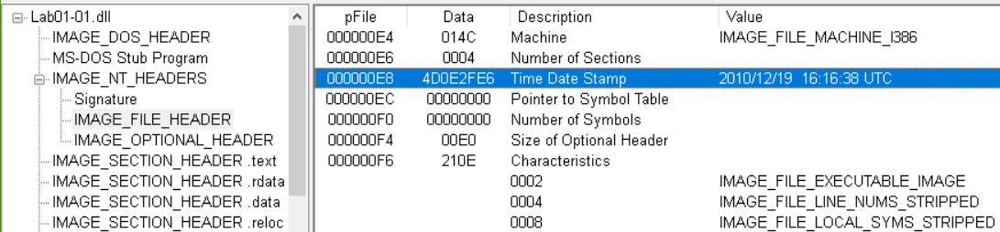 Lab01-01.dll
IMAGE_DOS_HEADER
MS-DOS Stub Program
IMAGE_NT_HEADERS
Signature
IMAGE_FILE_HEADER
IMAGE_OPTIONAL_HEADER
IMAGE_SECTION_HEADER .text
IMAGE_SECTION_HEADER .rdata
IMAGE_SECTION_HEADER .data
IMAGE_SECTION_HEADER .reloc
pFile Data Description Value
000000E4 014C Machine IMAGE_FILE_MACHINE_I386
000000E6 0004 Number of Sections
000000E8 4D0E2FE6 Time Date Stamp 2010/12/19 16:16:38 UTC
000000EC 00000000 Pointer to Symbol Table
000000F0 00000000 Number of Symbols
000000F4 00E0 Size of Optional Header
000000F6 210E Characteristics
0002 IMAGE_FILE_EXECUTABLE_IMAGE
0004 IMAGE_FILE_LINE_NUMS_STRIPPED
0008 IMAGE_FILE_LOCAL_SYMS_STRIPPED